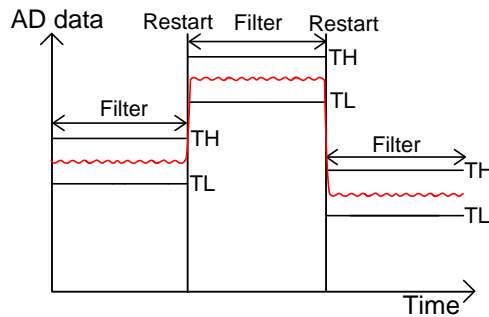 AD data
Restart
Filter
Restart
TH
TL
Filter
TH
TL
Filter
TH
TL
Time